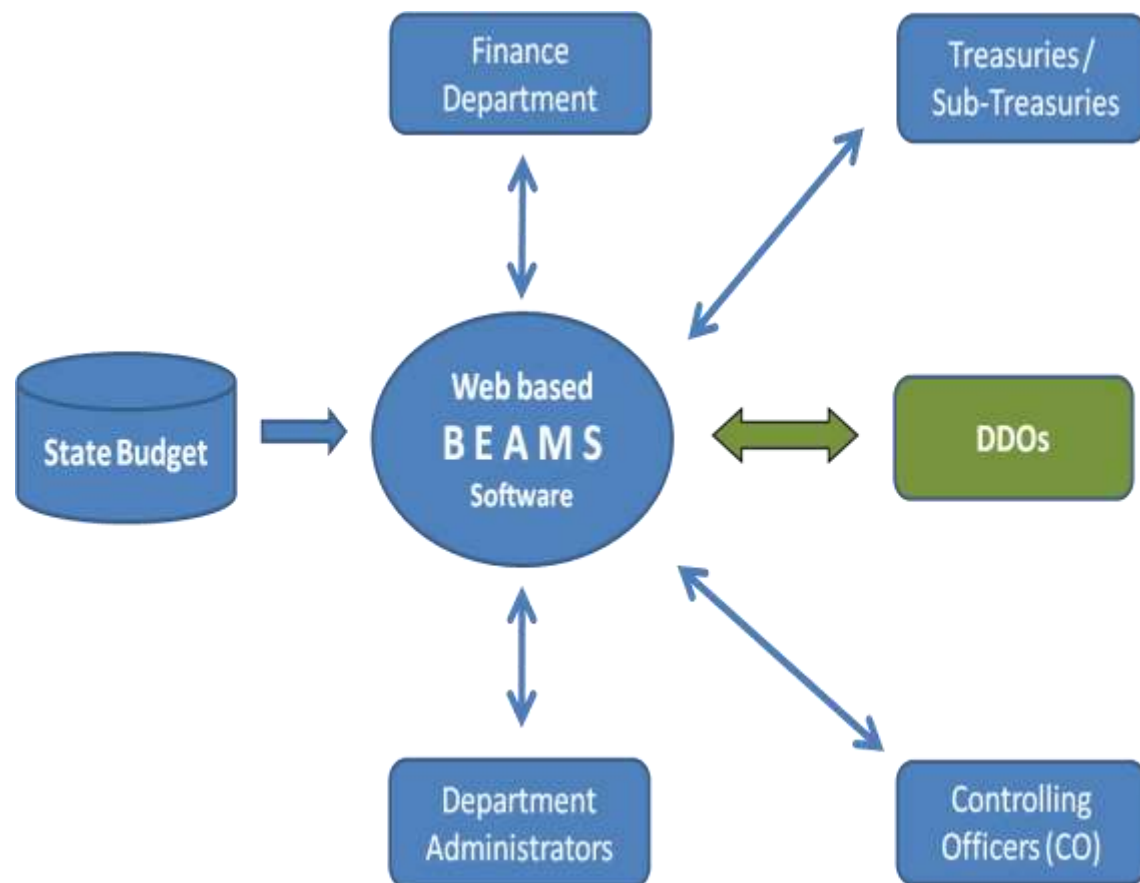 Finance
Department
Treasuries /
Sub-Treasuries
State Budget
Web based
B E A M S
Software
DDOs
Department
Administrators
Controlling
Officers (CO)